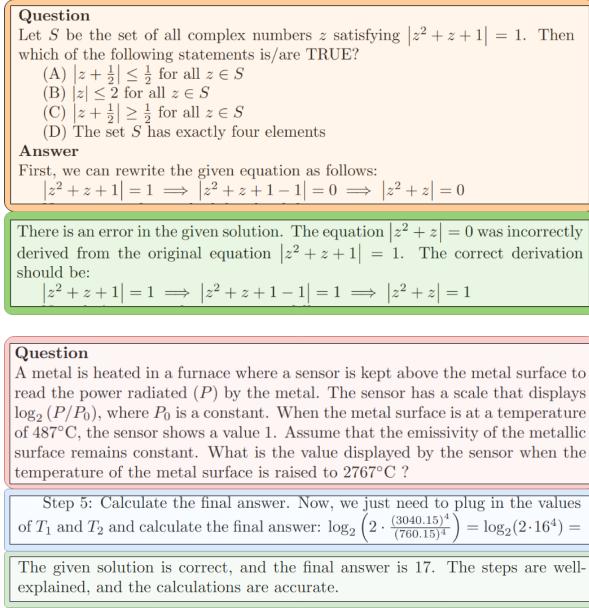 Question
Let S be the set of all complex numbers z satisfying |z² + z + 1| = 1. Then
which of the following statements is/are TRUE?
(A) |z + 1/2| ≤ 1/2 for all z ∈ S
(B) |z| ≤ 2 for all z ∈ S
(C) |z + 1/2| ≥ 1/2 for all z ∈ S
(D) The set S has exactly four elements
Answer
First, we can rewrite the given equation as follows:
|z² + z + 1| = 1 ⟹ |z² + z + 1 − 1| = 0 ⟹ |z² + z| = 0
There is an error in the given solution. The equation |z² + z| = 0 was incorrectly
derived from the original equation |z² + z + 1| = 1. The correct derivation
should be:
|z² + z + 1| = 1 ⟹ |z² + z + 1 − 1| = 1 ⟹ |z² + z| = 1
Question
A metal is heated in a furnace where a sensor is kept above the metal surface to
read the power radiated (P) by the metal. The sensor has a scale that displays
log₂ (P/P₀), where P₀ is a constant. When the metal surface is at a temperature
of 487°C, the sensor shows a value 1. Assume that the emissivity of the metallic
surface remains constant. What is the value displayed by the sensor when the
temperature of the metal surface is raised to 2767°C ?
Step 5: Calculate the final answer. Now, we just need to plug in the values
of T₁ and T₂ and calculate the final answer: log₂ (2 · (3040.15)⁴/(760.15)⁴) = log₂(2·16⁴) =
The given solution is correct, and the final answer is 17. The steps are well-
explained, and the calculations are accurate.